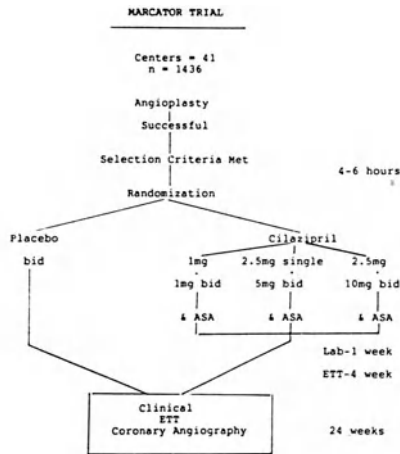 MARCATOR TRIAL
Centers = 41
n = 1436
Angioplasty
Successful
Selection Criteria Met
4-6 hours
Randomization
Placebo Cilazipril
bid 1mg 2.5mg single 2.5mg
1mg bid 5mg bid 10mg bid
& ASA & ASA & ASA
Lab-1 week
ETT-4 week
Clinical
ETT
Coronary Angiography 24 weeks